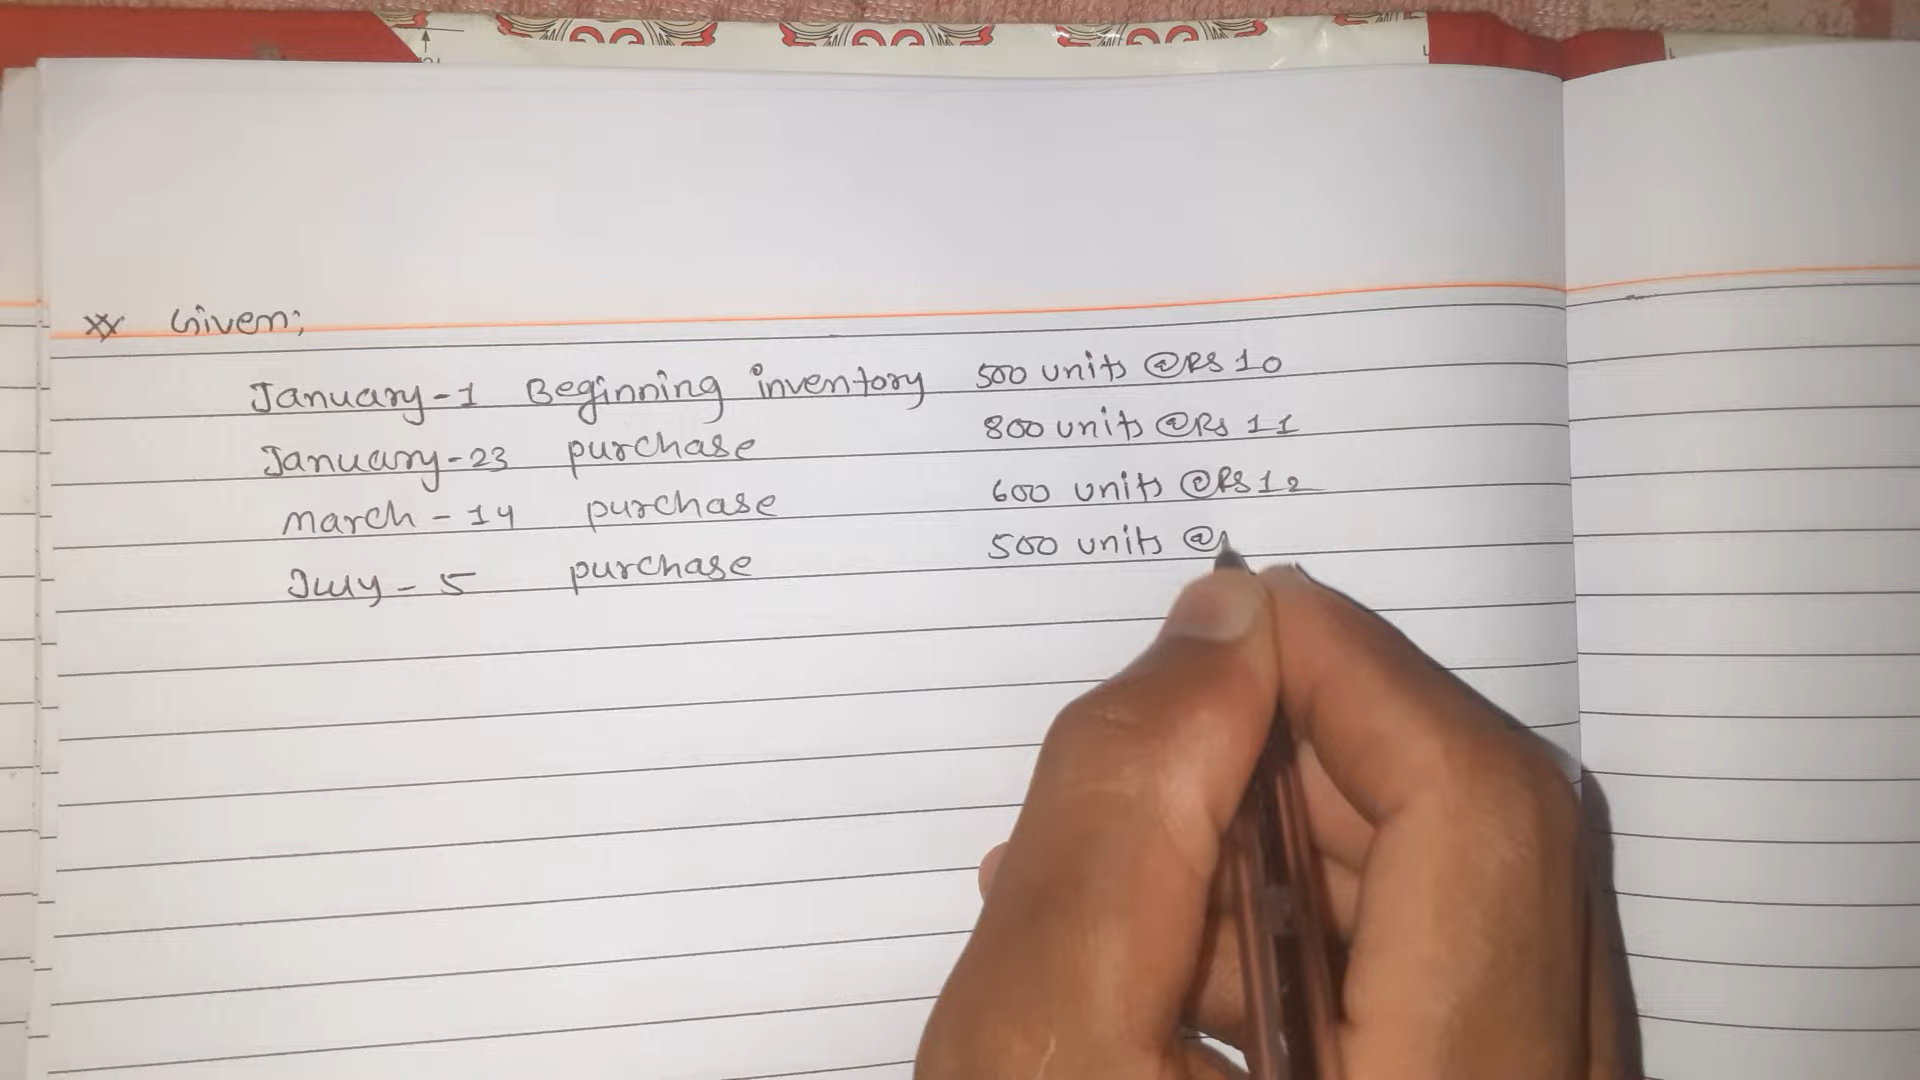 Given;
January-1 Beginning inventory 500 units @Rs 10
January-23 purchase 800 units @Rs 11
march - 14 purchase 600 units @Rs 12
July - 5 purchase 500 units @